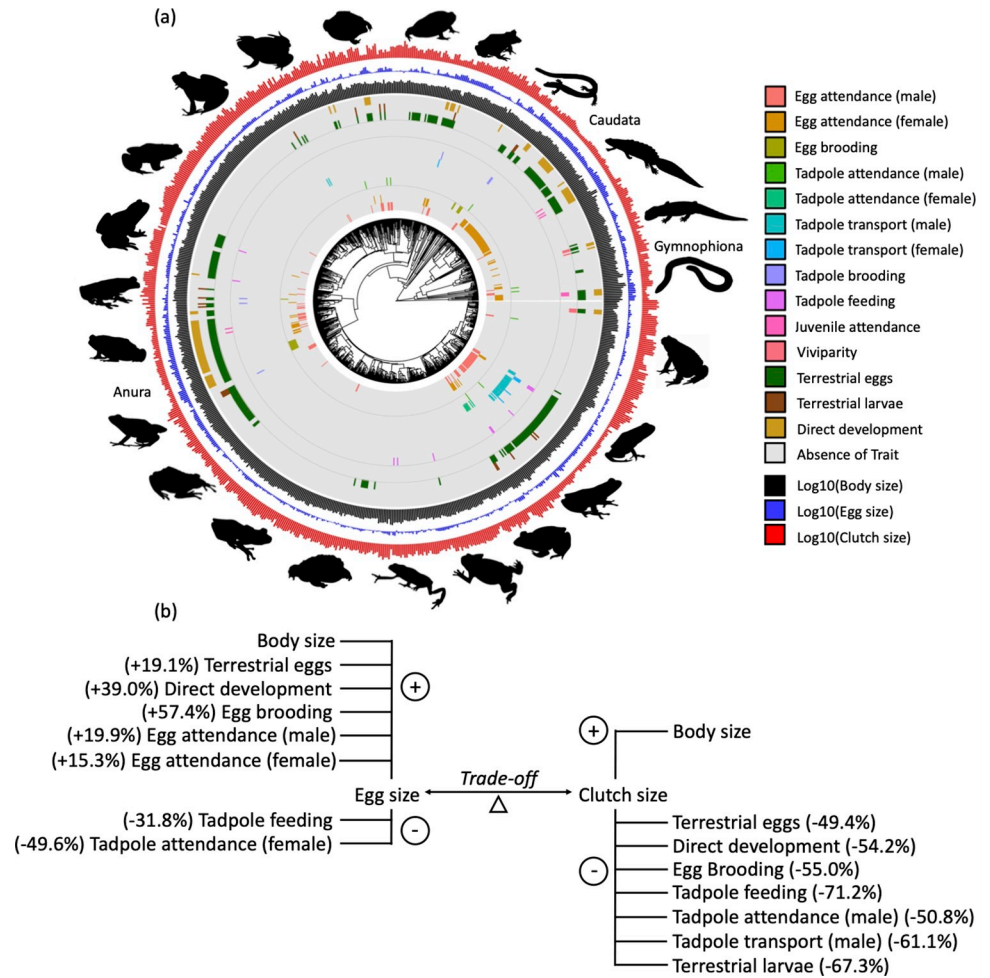 (a)
Caudata
Gymnophiona
Anura
Egg attendance (male)
Egg attendance (female)
Egg brooding
Tadpole attendance (male)
Tadpole attendance (female)
Tadpole transport (male)
Tadpole transport (female)
Tadpole brooding
Tadpole feeding
Juvenile attendance
Viviparity
Terrestrial eggs
Terrestrial larvae
Direct development
Absence of Trait
Log10(Body size)
Log10(Egg size)
Log10(Clutch size)
(b)
Body size
(+19.1%) Terrestrial eggs
(+39.0%) Direct development
(+57.4%) Egg brooding
(+19.9%) Egg attendance (male)
(+15.3%) Egg attendance (female)
+
Egg size
(-31.8%) Tadpole feeding
(-49.6%) Tadpole attendance (female)
-
Trade-off
+
Body size
Clutch size
-
Terrestrial eggs (-49.4%)
Direct development (-54.2%)
Egg Brooding (-55.0%)
Tadpole feeding (-71.2%)
Tadpole attendance (male) (-50.8%)
Tadpole transport (male) (-61.1%)
Terrestrial larvae (-67.3%)